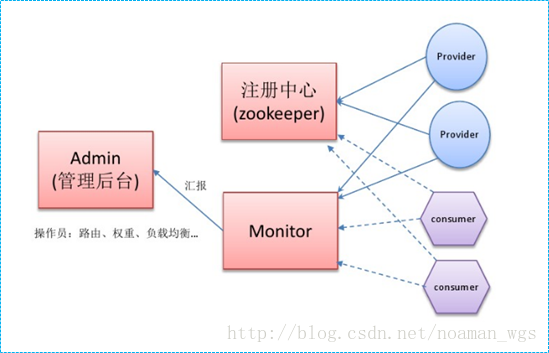 Provider
注册中心
(zookeeper)
Provider
Admin
(管理后台)
汇报
操作员：路由、权重、负载均衡...
Monitor
consumer
consumer
http://blog.csdn.net/noaman_wgs